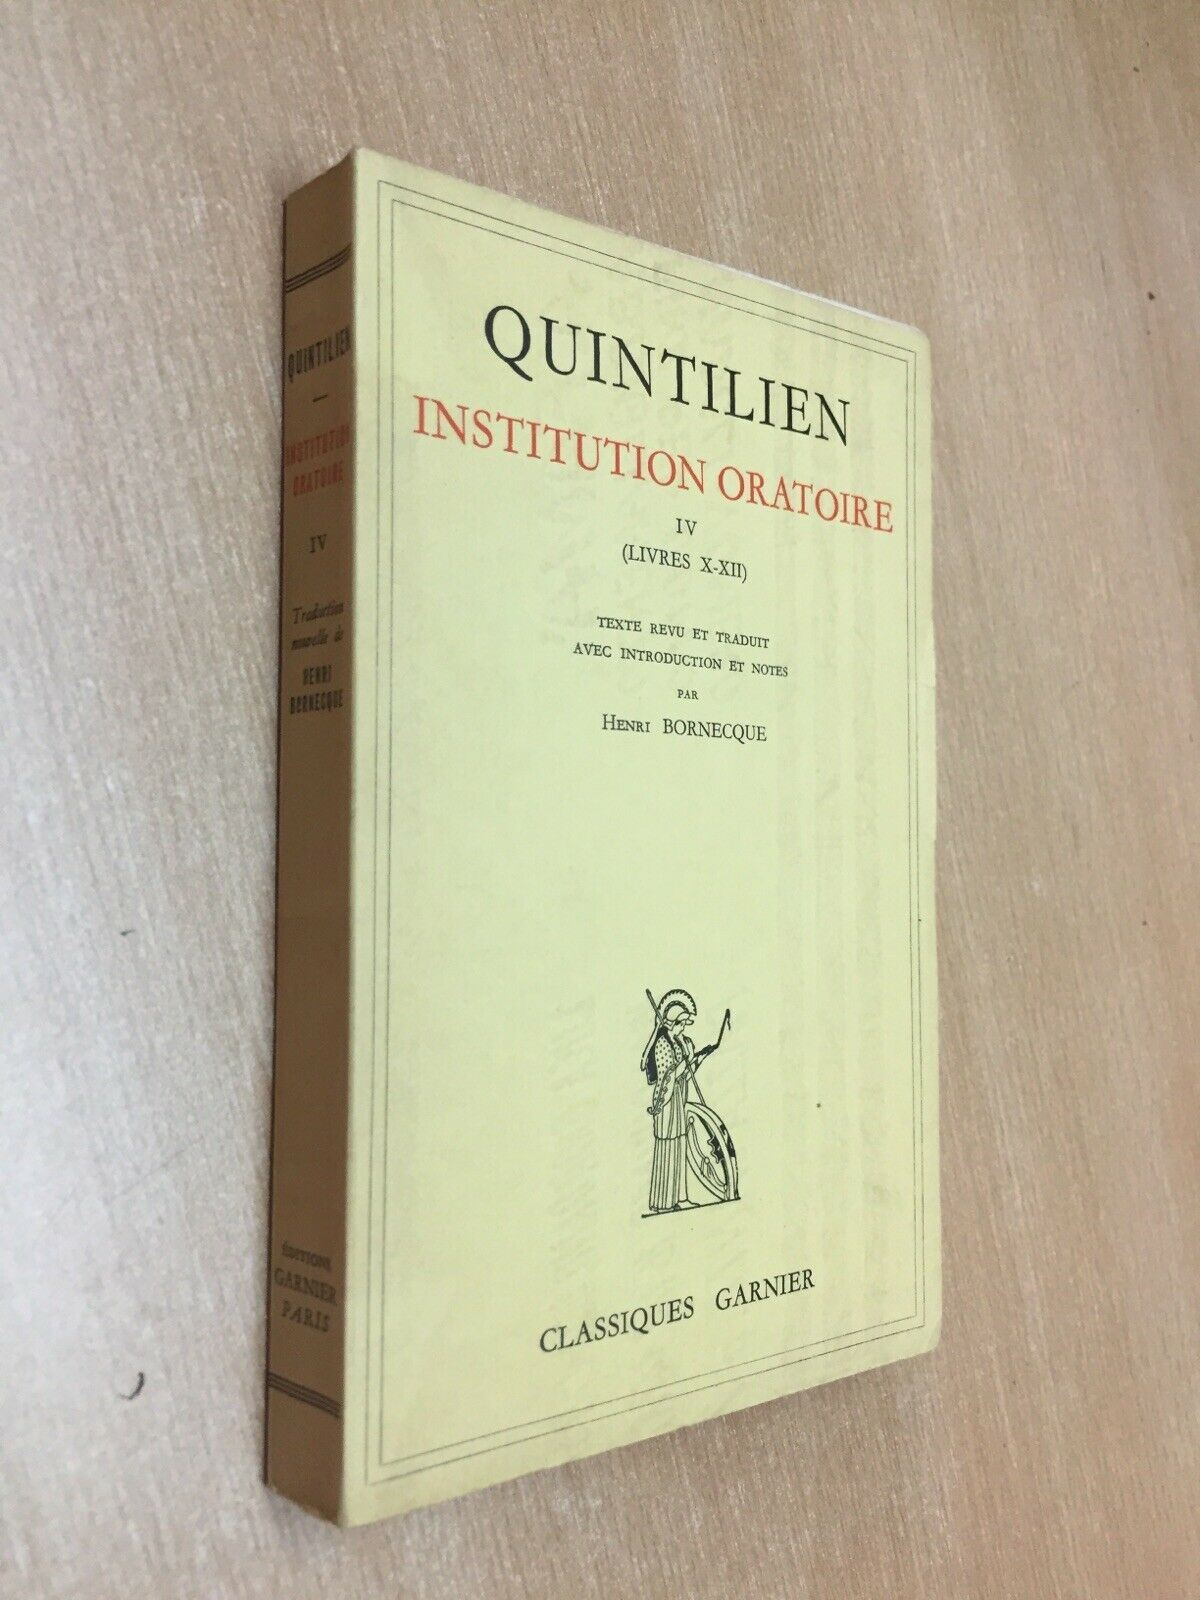 QUINTILIEN
INSTITUTION ORATOIRE
IV
(LIVRES X-XII)
TEXTE REVU ET TRADUIT
AVEC INTRODUCTION ET NOTES
PAR
HENRI BORNECQUE
CLASSIQUES GARNIER
QUINTILIEN
INSTITUTION
ORATOIRE
IV
Traduction
nouvelle de
HENRI
BORNECQUE
ÉDITIONS
GARNIER
PARIS